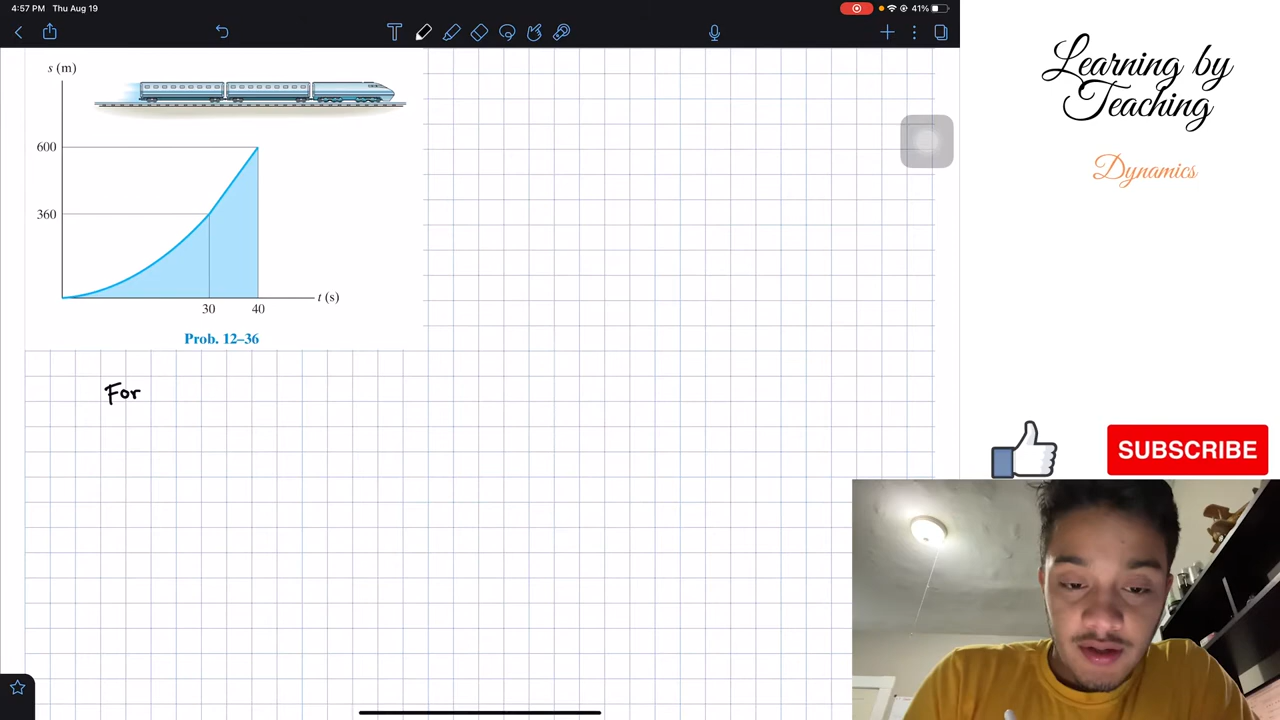 4:57 PM Thu Aug 19
41%
T
s (m)
600
360
30
40
t (s)
Prob. 12–36
For
Learning by
Teaching
Dynamics
SUBSCRIBE